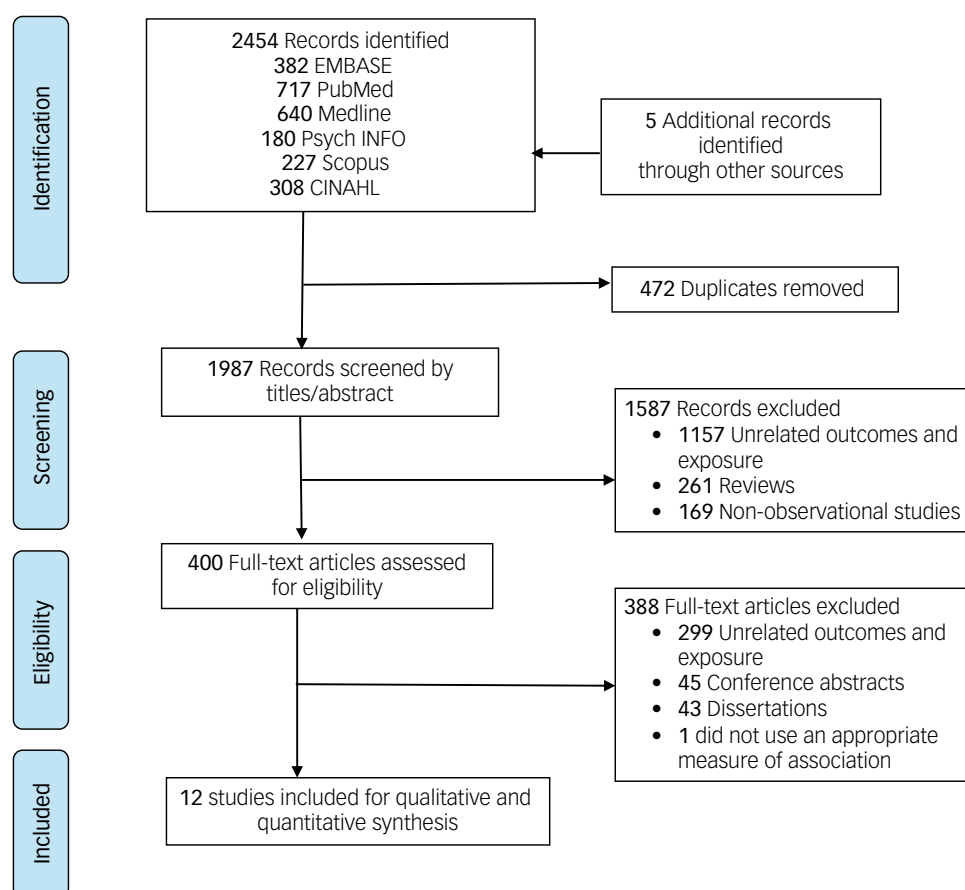 Identification
2454 Records identified
382 EMBASE
717 PubMed
640 Medline
180 Psych INFO
227 Scopus
308 CINAHL
5 Additional records
identified
through other sources
472 Duplicates removed
Screening
1987 Records screened by
titles/abstract
1587 Records excluded
• 1157 Unrelated outcomes and
exposure
• 261 Reviews
• 169 Non-observational studies
Eligibility
400 Full-text articles assessed
for eligibility
388 Full-text articles excluded
• 299 Unrelated outcomes and
exposure
• 45 Conference abstracts
• 43 Dissertations
• 1 did not use an appropriate
measure of association
Included
12 studies included for qualitative and
quantitative synthesis